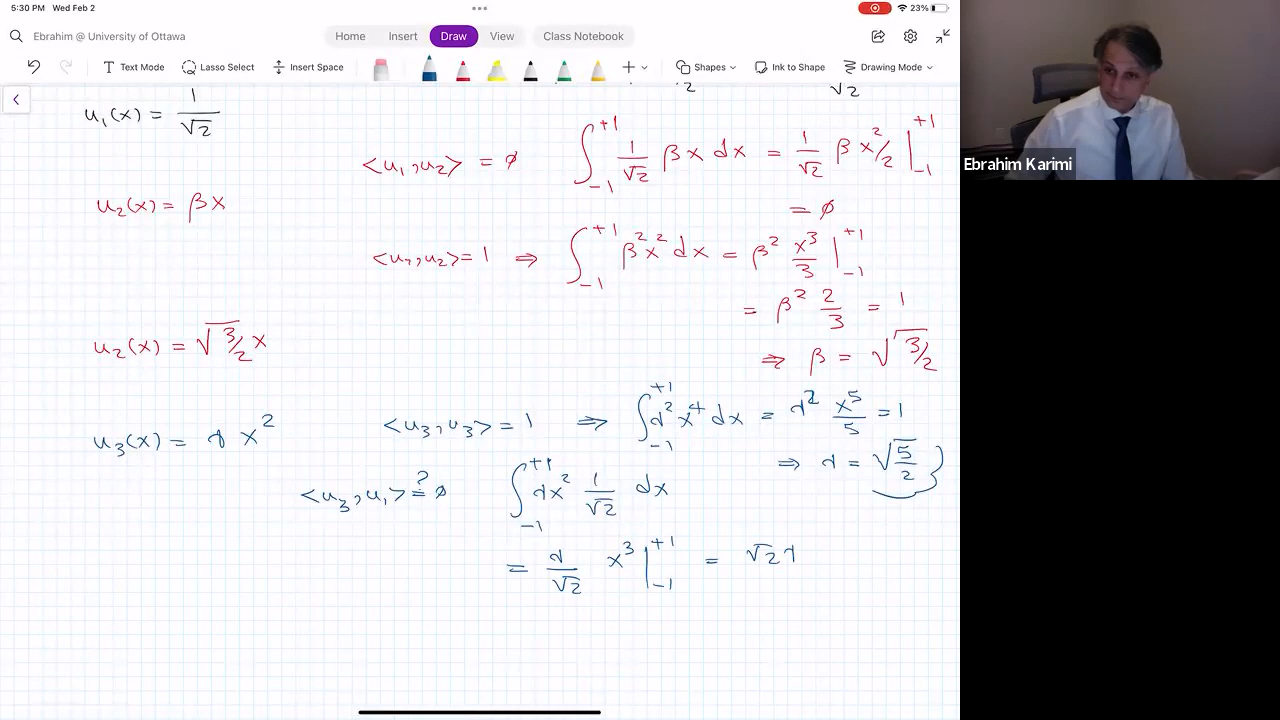 5:30 PM Wed Feb 2
23%
Ebrahim @ University of Ottawa
Home Insert Draw View Class Notebook
Text Mode Lasso Select Insert Space Shapes Ink to Shape Drawing Mode
u₁(x) = 1/√2
<u₁,u₂> = ∅ ∫₋₁⁺¹ 1/√2 βx dx = 1/√2 β x²/2 |₋₁⁺¹
u₂(x) = βx
= ∅
<u₂,u₂> = 1 ⇒ ∫₋₁⁺¹ β²x² dx = β² x³/3 |₋₁⁺¹
= β² 2/3 = 1
u₂(x) = √3/2 x
⇒ β = √3/2
u₃(x) = γ x² <u₃,u₃> = 1 ⇒ ∫₋₁⁺¹ γ² x⁴ dx = γ² x⁵/5 = 1
⇒ γ = √5/2 }
<u₃,u₁> ≟ ∅ ∫₋₁⁺¹ γx² 1/√2 dx
= γ/√2 x³ |₋₁⁺¹ = √2 γ
Ebrahim Karimi